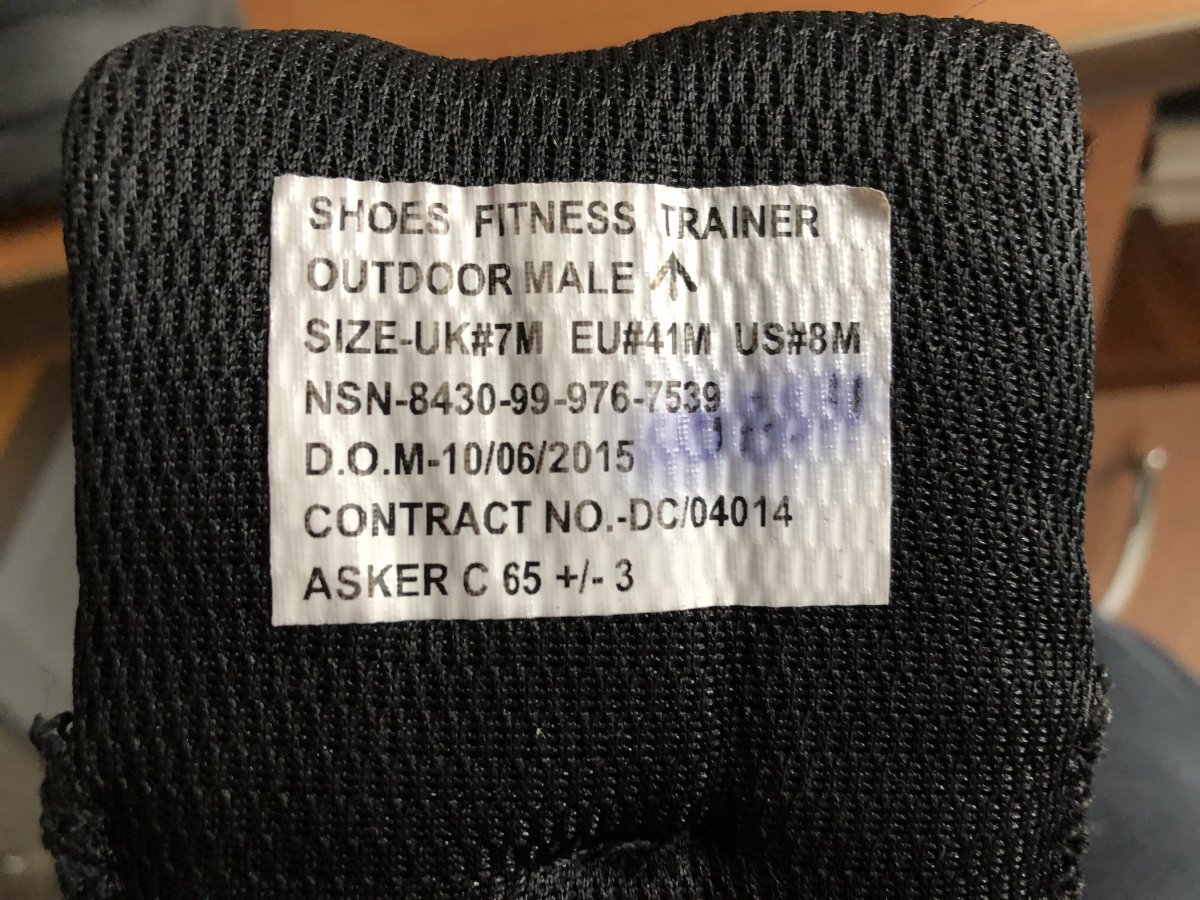 SHOES FITNESS TRAINER
OUTDOOR MALE
SIZE-UK#7M EU#41M US#8M
NSN-8430-99-976-7539
D.O.M-10/06/2015
CONTRACT NO.-DC/04014
ASKER C 65 +/- 3